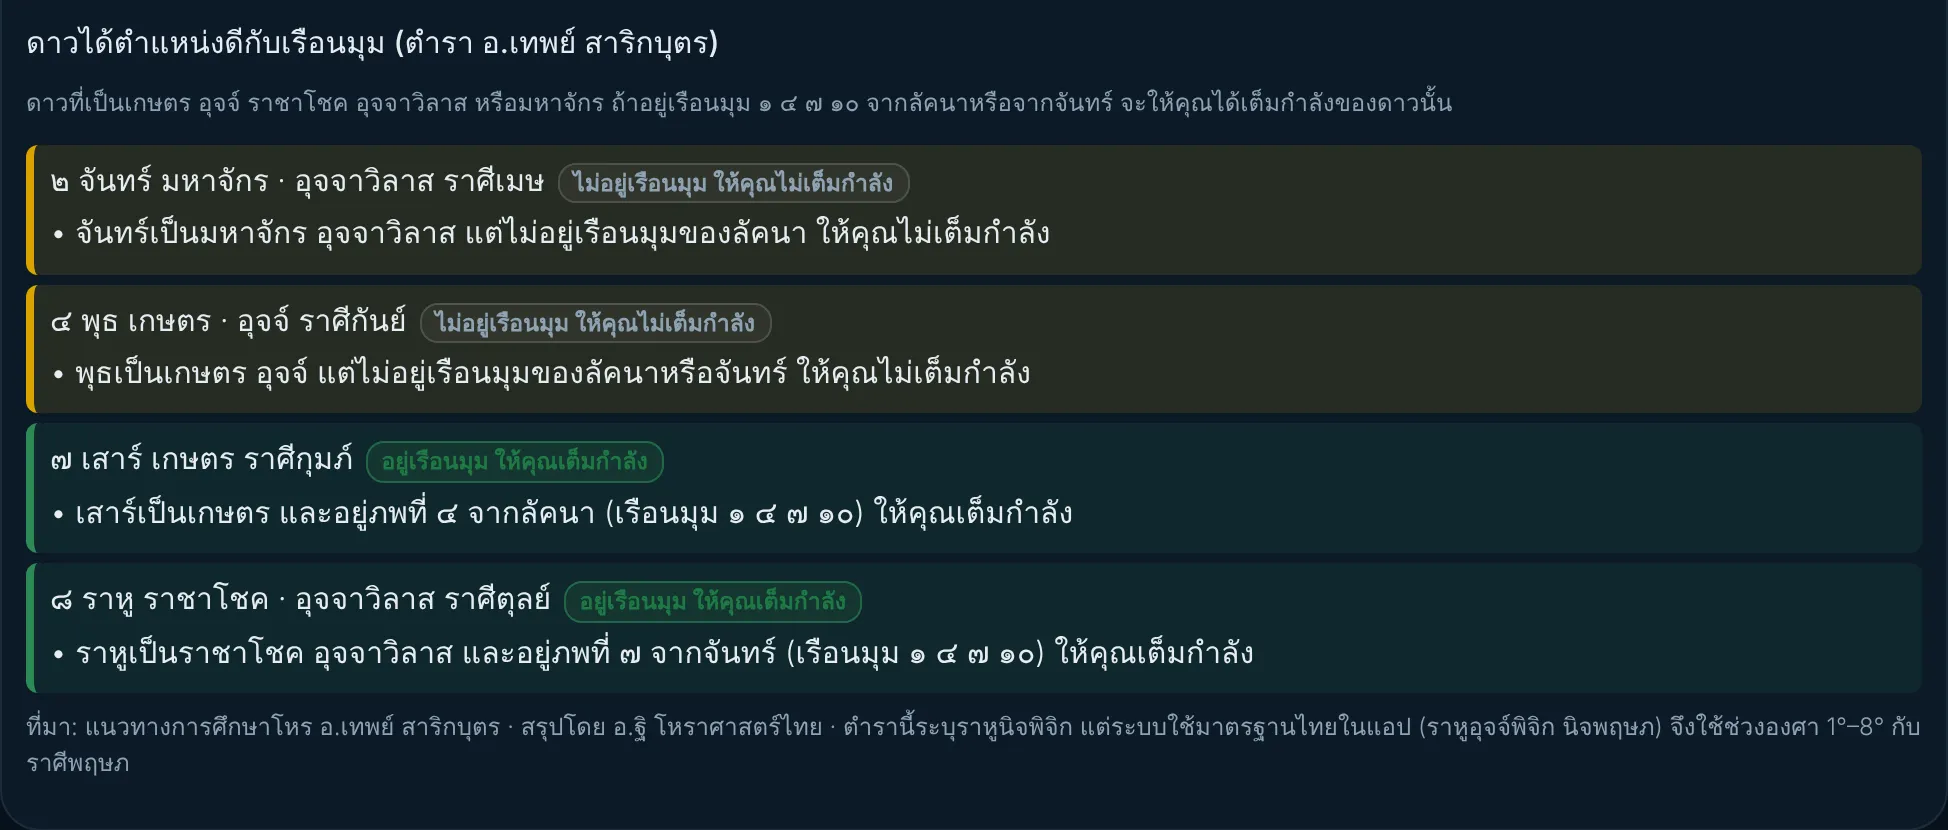 ดาวได้ตำแหน่งดีกับเรือนมุม (ตำรา อ.เทพย์ สาริกบุตร)
ดาวที่เป็นเกษตร อุจจ์ ราชาโชค อุจจาวิลาส หรือมหาจักร ถ้าอยู่เรือนมุม ๑ ๔ ๗ ๑๐ จากลัคนาหรือจากจันทร์ จะให้คุณได้เต็มกำลังของดาวนั้น
๒ จันทร์ มหาจักร · อุจจาวิลาส ราศีเมษ ไม่อยู่เรือนมุม ให้คุณไม่เต็มกำลัง
• จันทร์เป็นมหาจักร อุจจาวิลาส แต่ไม่อยู่เรือนมุมของลัคนา ให้คุณไม่เต็มกำลัง
๔ พุธ เกษตร · อุจจ์ ราศีกันย์ ไม่อยู่เรือนมุม ให้คุณไม่เต็มกำลัง
• พุธเป็นเกษตร อุจจ์ แต่ไม่อยู่เรือนมุมของลัคนาหรือจันทร์ ให้คุณไม่เต็มกำลัง
๗ เสาร์ เกษตร ราศีกุมภ์ อยู่เรือนมุม ให้คุณเต็มกำลัง
• เสาร์เป็นเกษตร และอยู่ภพที่ ๔ จากลัคนา (เรือนมุม ๑ ๔ ๗ ๑๐) ให้คุณเต็มกำลัง
๘ ราหู ราชาโชค · อุจจาวิลาส ราศีตุลย์ อยู่เรือนมุม ให้คุณเต็มกำลัง
• ราหูเป็นราชาโชค อุจจาวิลาส และอยู่ภพที่ ๗ จากจันทร์ (เรือนมุม ๑ ๔ ๗ ๑๐) ให้คุณเต็มกำลัง
ที่มา: แนวทางการศึกษาโหร อ.เทพย์ สาริกบุตร · สรุปโดย อ.ฐิ โหราศาสตร์ไทย · ตำรานี้ระบุราหูนิจพิจิก แต่ระบบใช้มาตรฐานไทยในแอป (ราหูอุจจ์พิจิก นิจพฤษภ) จึงใช้ช่วงองศา 1°–8° กับ
ราศีพฤษภ